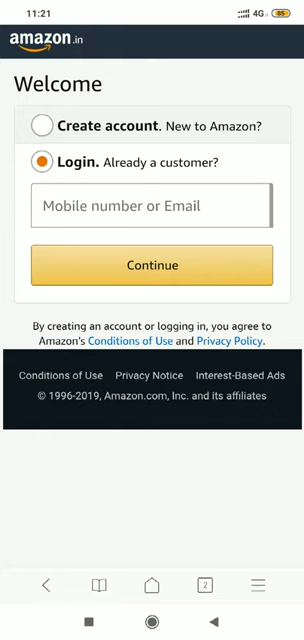 11:21
4G
85
amazon.in
Welcome
Create account. New to Amazon?
Login. Already a customer?
Mobile number or Email
Continue
By creating an account or logging in, you agree to
Amazon's Conditions of Use and Privacy Policy.
Conditions of Use Privacy Notice Interest-Based Ads
© 1996-2019, Amazon.com, Inc. and its affiliates
2